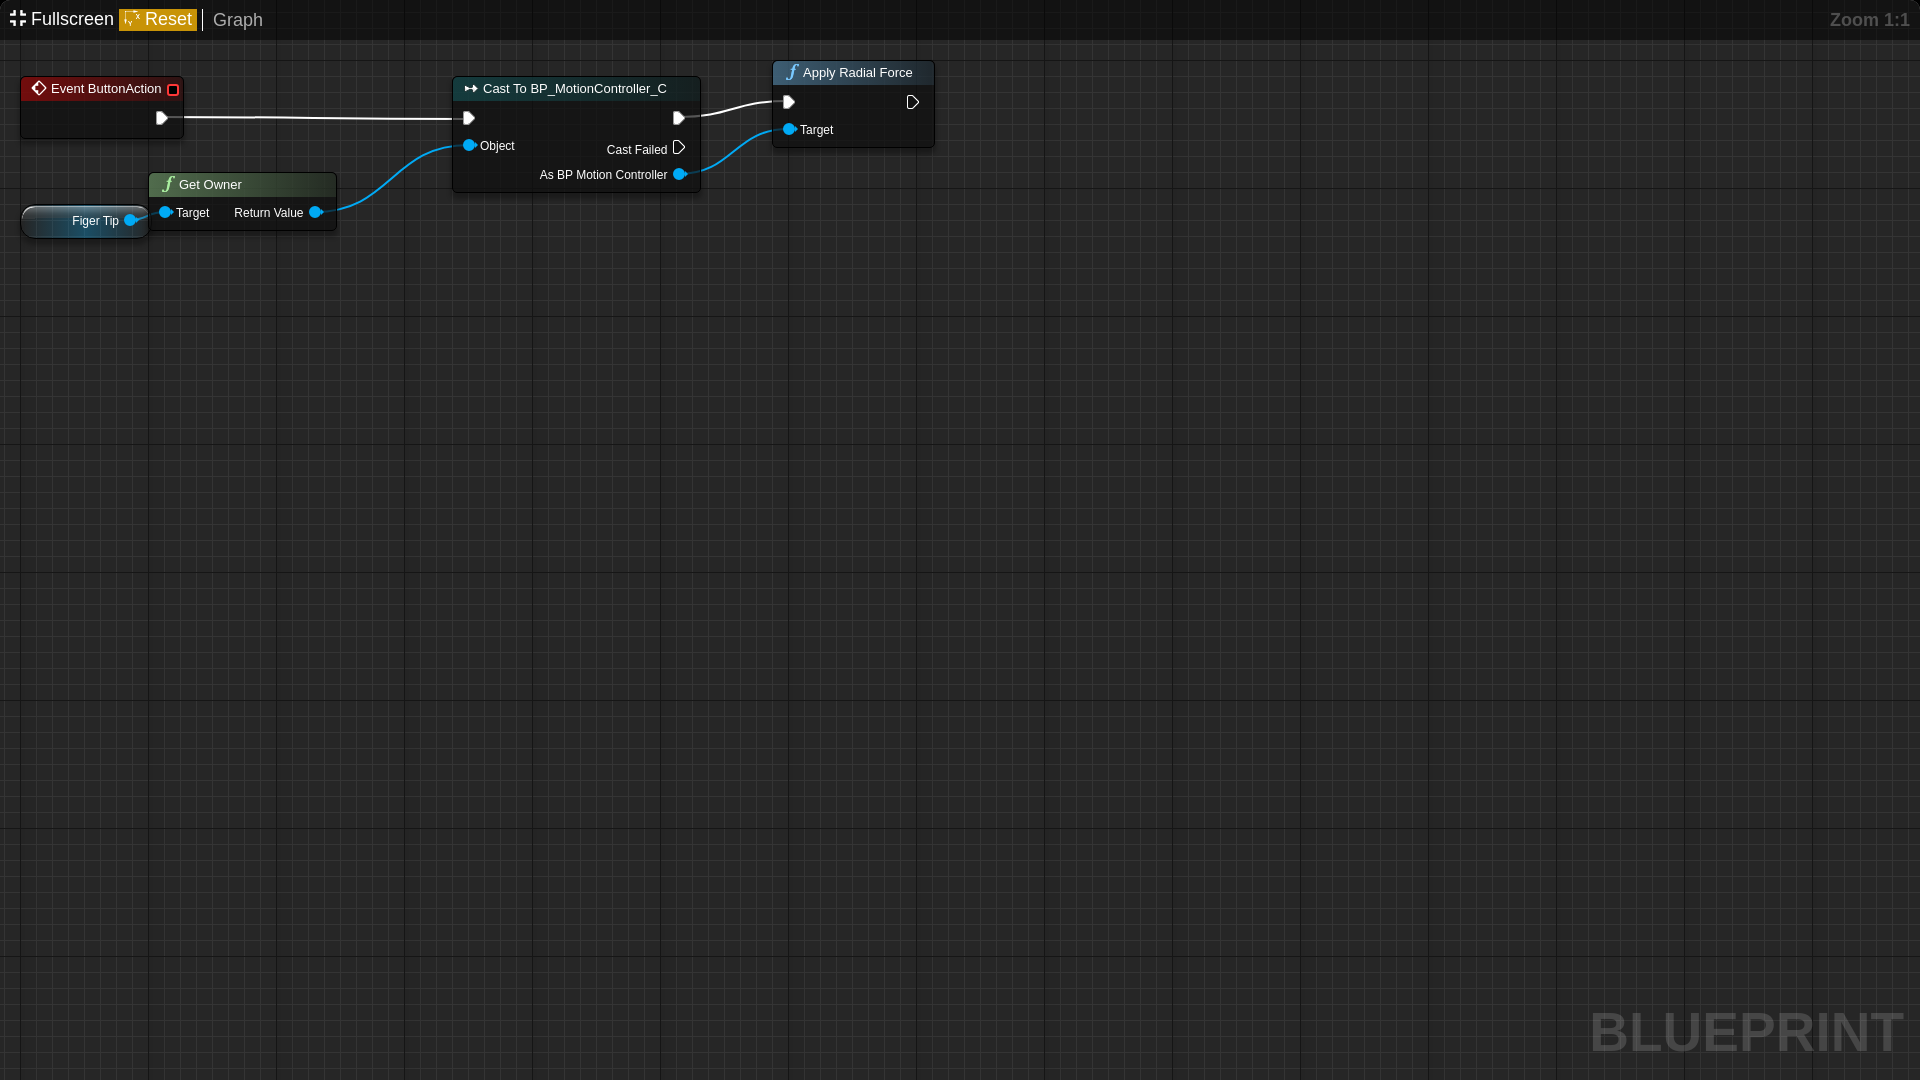 Fullscreen Reset Graph Zoom 1:1
Event ButtonAction
Cast To BP_MotionController_C
Object
Cast Failed
As BP Motion Controller
Apply Radial Force
Target
Get Owner
Target Return Value
Figer Tip
BLUEPRINT